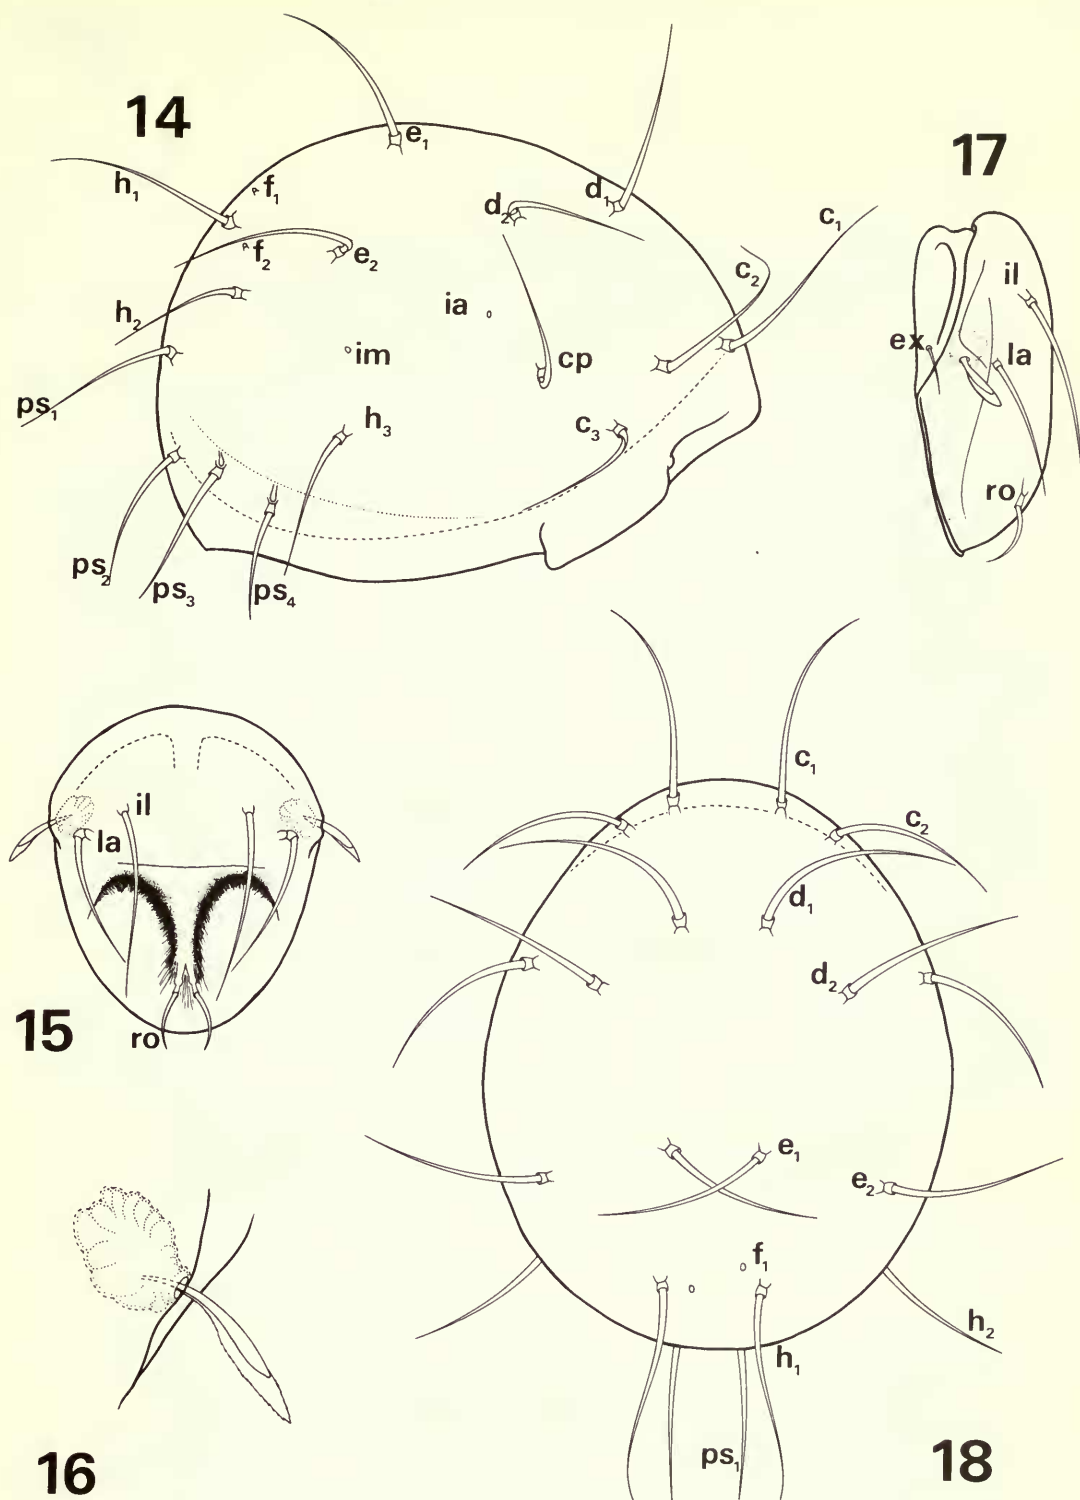 14
e₁
h₁
f₁
d₂
d₁
c₁
f₂
e₂
c₂
h₂
ia
im
cp
ps₁
h₃
c₃
ps₂
ps₃
ps₄
17
il
ex
la
ro
il
la
15
ro
16
c₁
c₂
d₁
d₂
e₁
e₂
f₁
h₂
h₁
ps₁
18